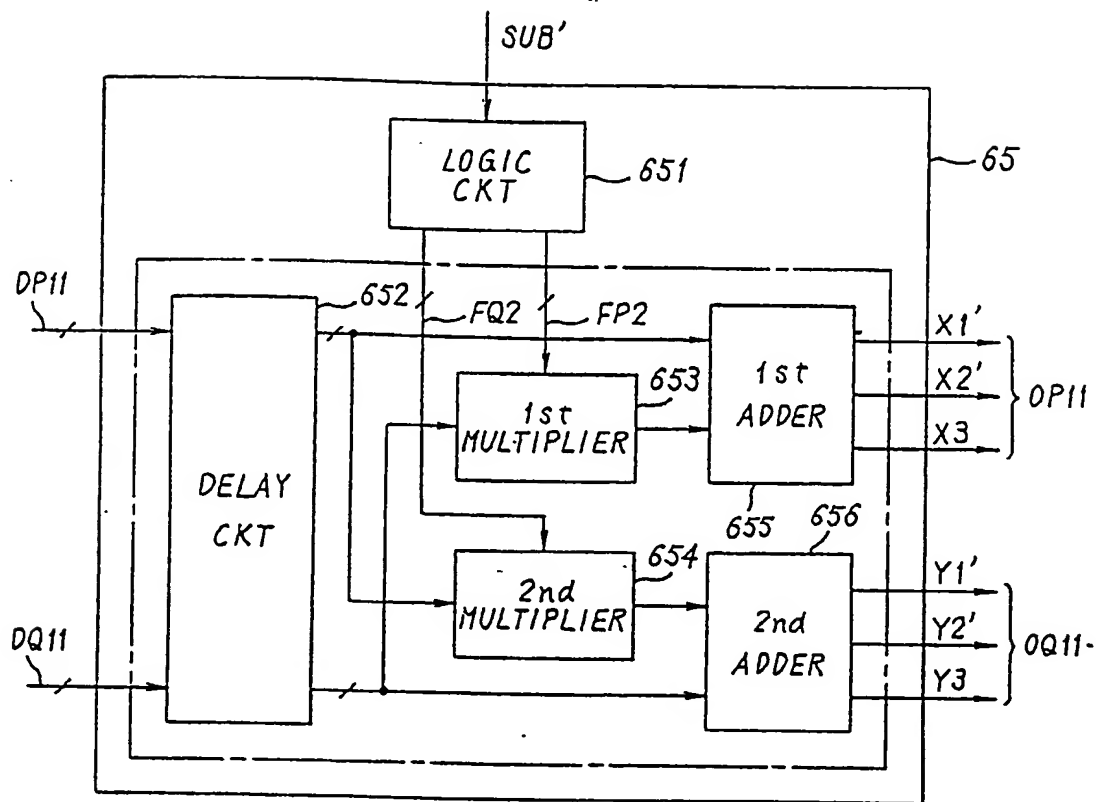 SUB'
LOGIC
CKT
651
65
DP11
652
FQ2
FP2
653
1st
MULTIPLIER
1st
ADDER
X1'
X2'
X3
OP11
DELAY
CKT
655
656
654
2nd
MULTIPLIER
2nd
ADDER
Y1'
Y2'
Y3
OQ11
DQ11